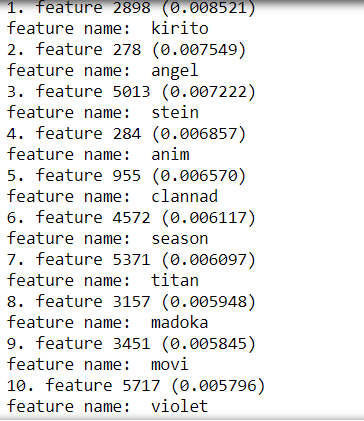 1. feature 2898 (0.008521)
feature name:  kirito
2. feature 278 (0.007549)
feature name:  angel
3. feature 5013 (0.007222)
feature name:  stein
4. feature 284 (0.006857)
feature name:  anim
5. feature 955 (0.006570)
feature name:  clannad
6. feature 4572 (0.006117)
feature name:  season
7. feature 5371 (0.006097)
feature name:  titan
8. feature 3157 (0.005948)
feature name:  madoka
9. feature 3451 (0.005845)
feature name:  movi
10. feature 5717 (0.005796)
feature name:  violet